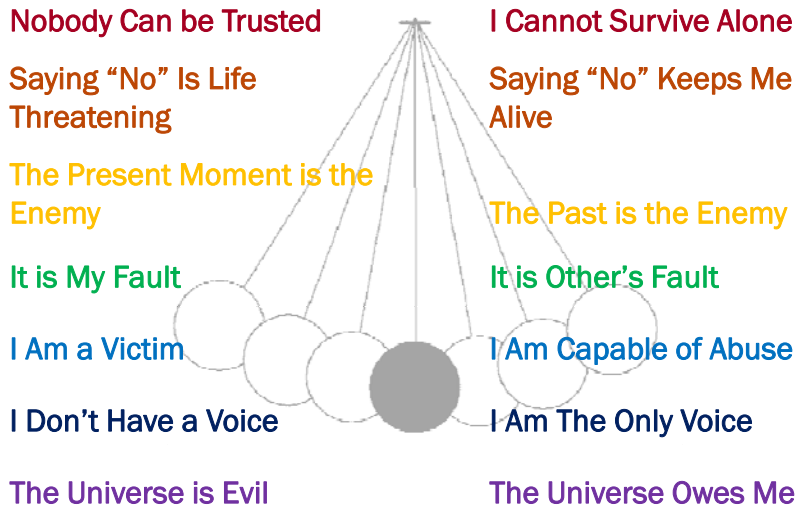 Nobody Can be Trusted
I Cannot Survive Alone
Saying “No” Is Life
Threatening
Saying “No” Keeps Me
Alive
The Present Moment is the
Enemy
The Past is the Enemy
It is My Fault
It is Other’s Fault
I Am a Victim
I Am Capable of Abuse
I Don’t Have a Voice
I Am The Only Voice
The Universe is Evil
The Universe Owes Me